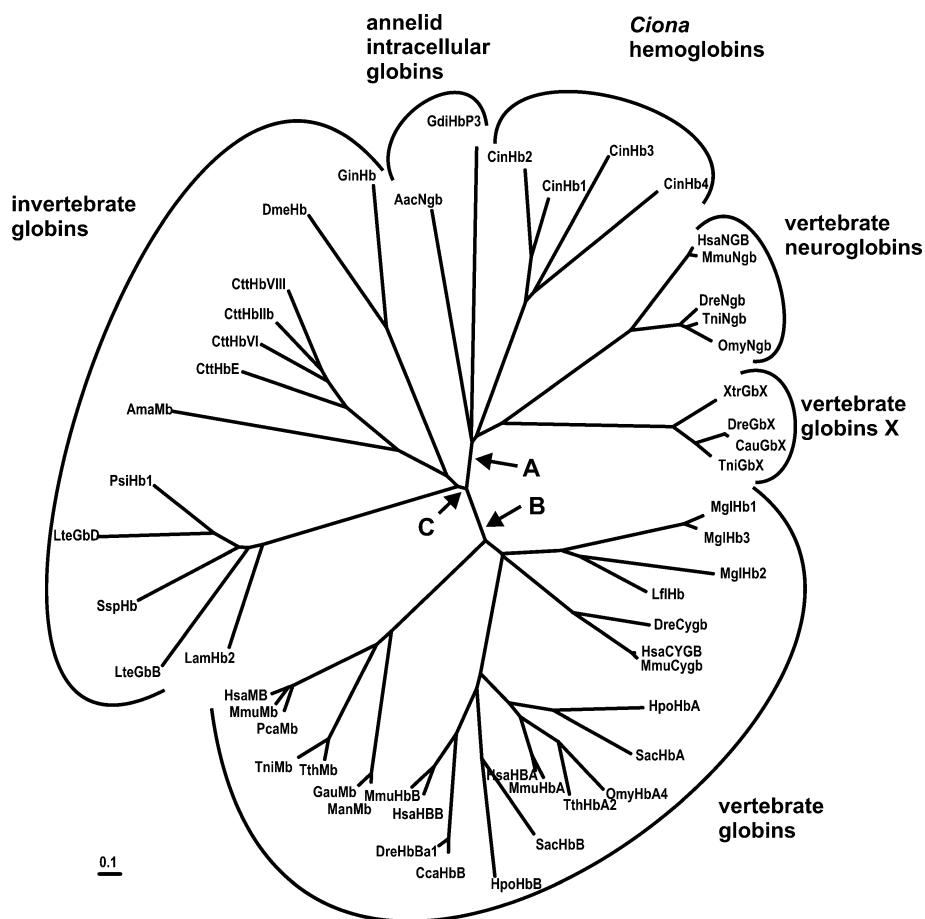 annelid
intracellular
globins
Ciona
hemoglobins
GdiHbP3
CinHb2
CinHb3
CinHb1
CinHb4
GinHb
AacNgb
invertebrate
globins
DmeHb
vertebrate
neuroglobins
HsaNGB
MmuNgb
CttHbVIII
CttHbIIb
CttHbVI
CttHbE
DreNgb
TniNgb
OmyNgb
AmaMb
XtrGbX
vertebrate
globins X
DreGbX
CauGbX
TniGbX
A
PsiHb1
B
C
MglHb1
MglHb3
LteGbD
MglHb2
LflHb
SspHb
DreCygb
HsaCYGB
MmuCygb
LamHb2
LteGbB
HsaMB
MmuMb
PcaMb
HpoHbA
SacHbA
TniMb
TthMb
GauMb
ManMb
MmuHbB
HsaHBB
HsaHBA
MmuHbA
TthHbA2
OmyHbA4
vertebrate
globins
DreHbBa1
CcaHbB
SacHbB
HpoHbB
0.1